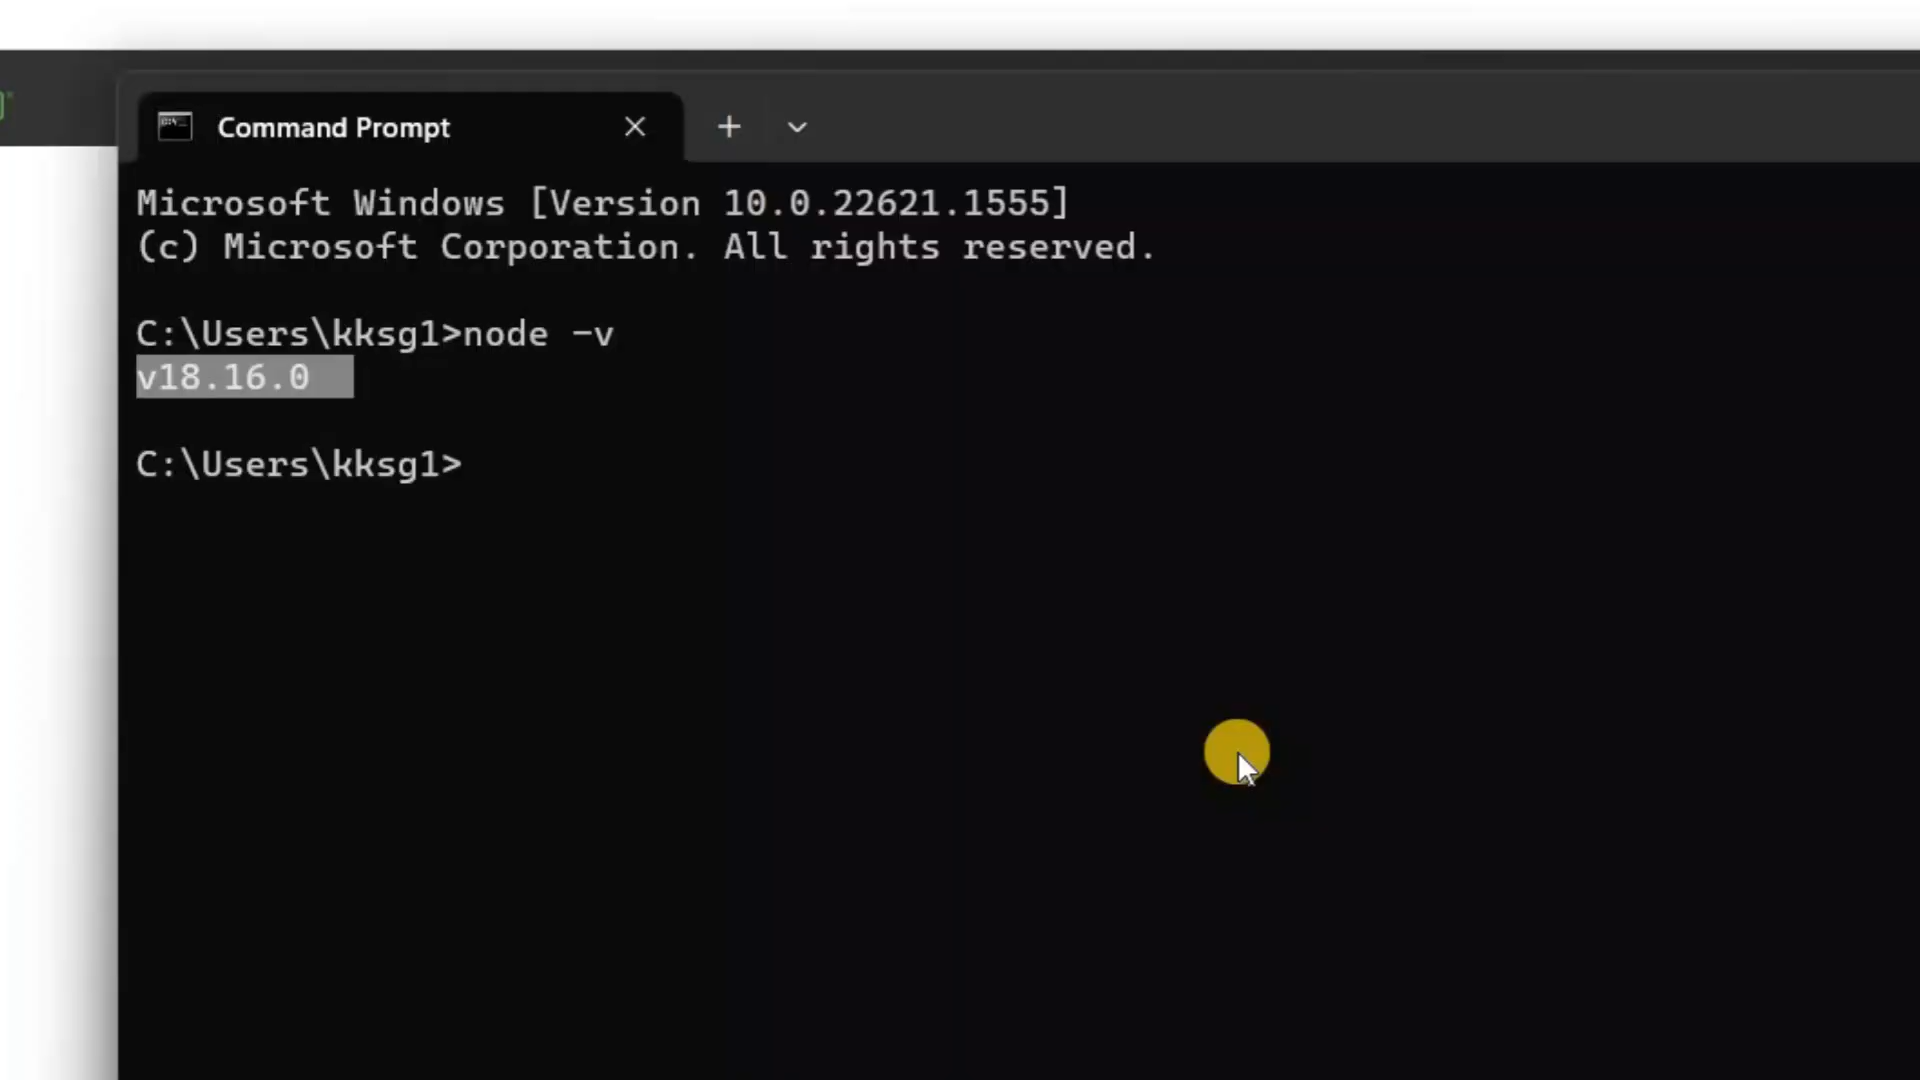 Command Prompt
Microsoft Windows [Version 10.0.22621.1555]
(c) Microsoft Corporation. All rights reserved.
C:\Users\kksg1>node -v
v18.16.0
C:\Users\kksg1>